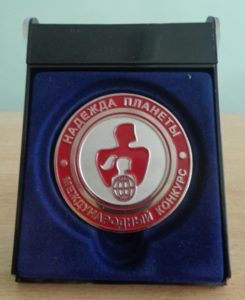 НАДЕЖДА ПЛАНЕТЫ
МЕЖДУНАРОДНЫЙ КОНКУРС